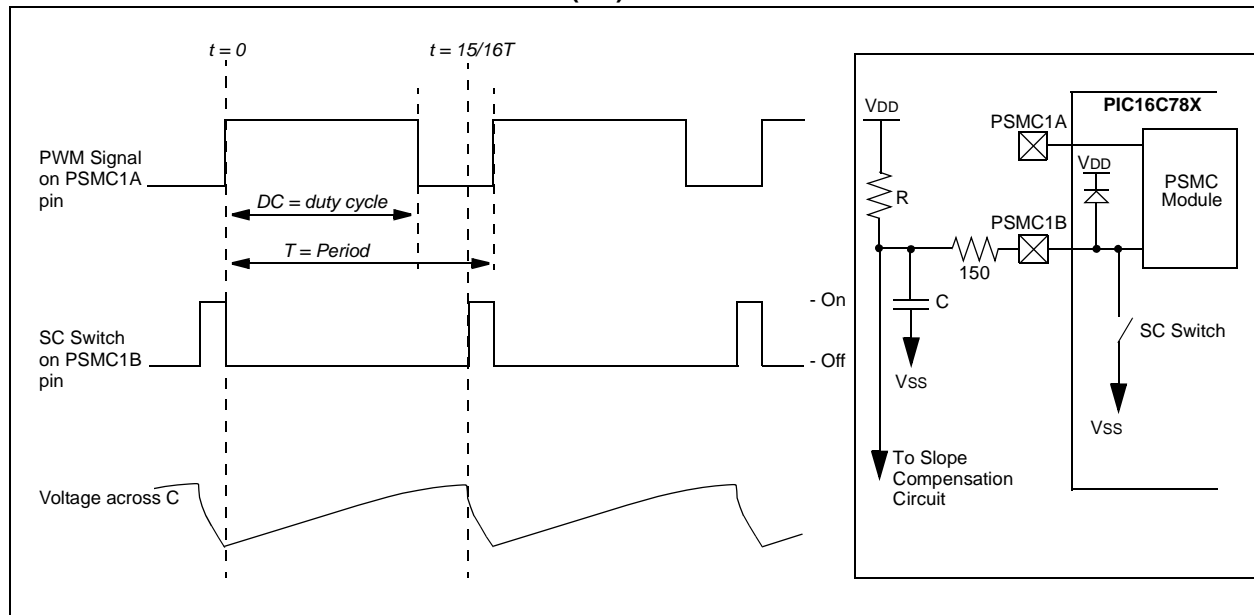 t = 0
t = 15/16T
PWM Signal
on PSMC1A
pin
DC = duty cycle
T = Period
SC Switch
on PSMC1B
pin
- On
- Off
Voltage across C
VDD
R
C
VSS
150
To Slope
Compensation
Circuit
PSMC1A
PSMC1B
PIC16C78X
VDD
PSMC
Module
SC Switch
VSS